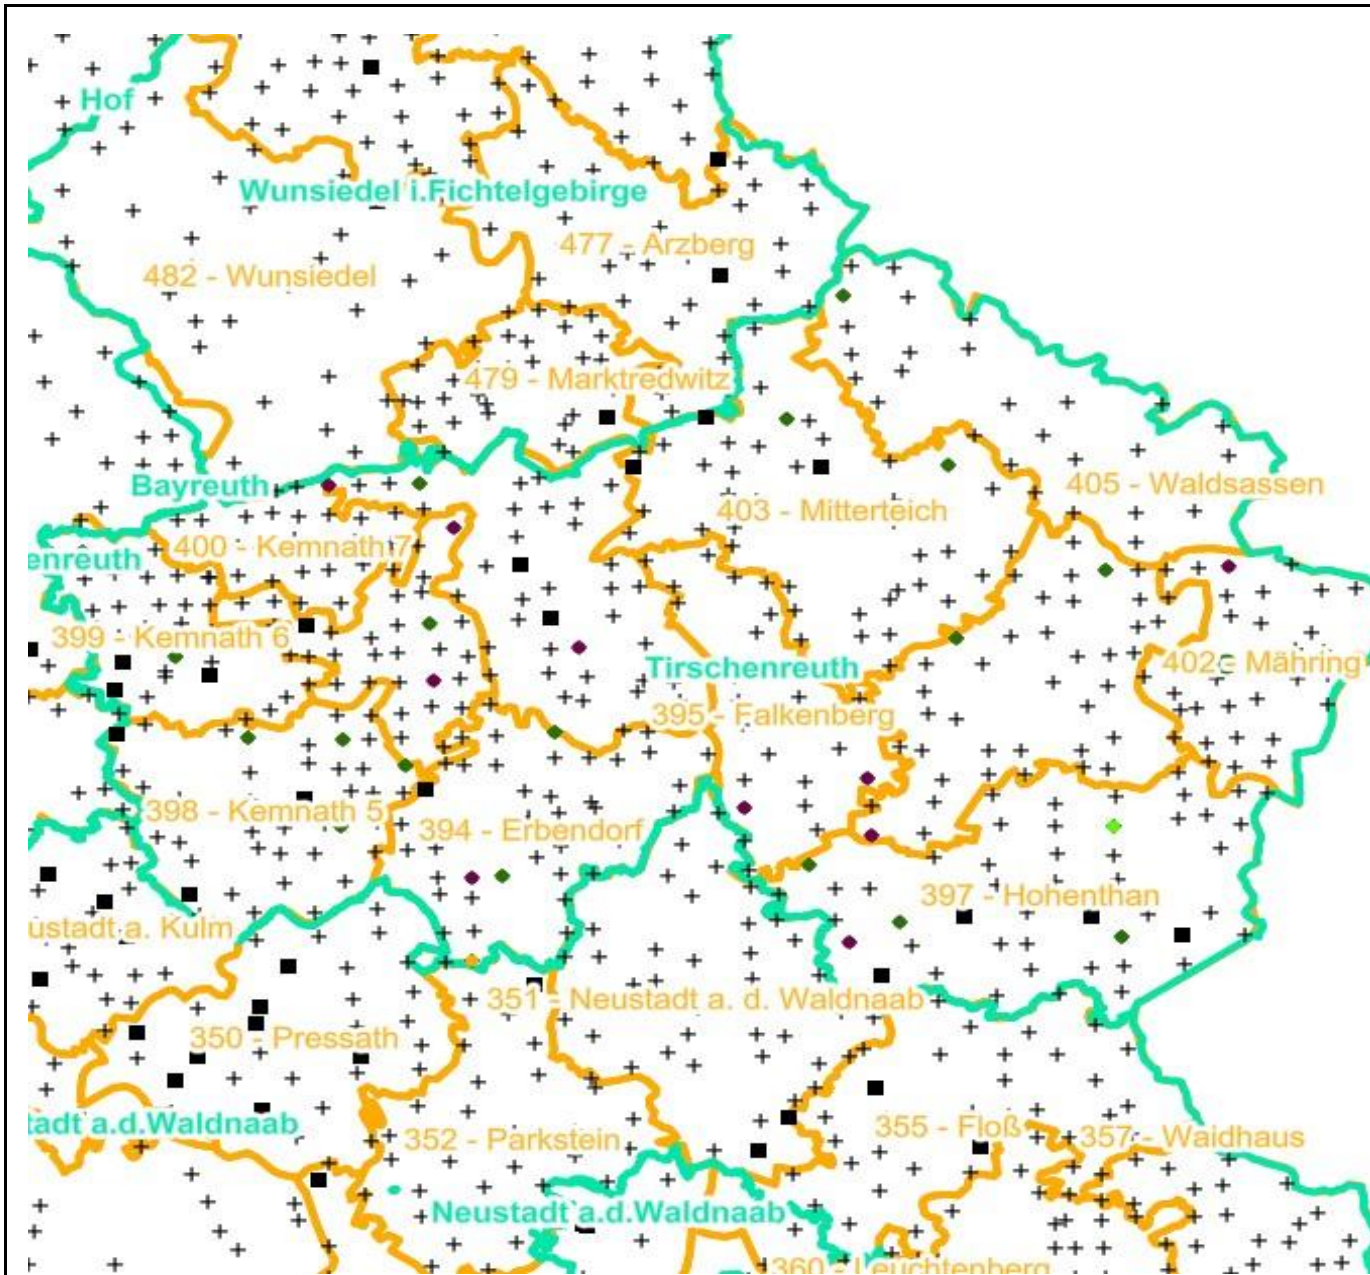 Hof
Wunsiedel i.Fichtelgebirge
477 - Arzberg
482 - Wunsiedel
479 - Marktredwitz
Bayreuth
405 - Waldsassen
403 - Mitterteich
400 - Kemnath 7
enreuth
399 - Kemnath 6
Tirschenreuth
402 - Mähring
395 - Falkenberg
398 - Kemnath 5
394 - Erbendorf
397 - Hohenthan
ustadt a. Kulm
351 - Neustadt a. d. Waldnaab
350 - Pressath
tadt a.d.Waldnaab
352 - Parkstein
355 - Floß
357 - Waidhaus
Neustadt a.d.Waldnaab
360 - Leuchtenberg